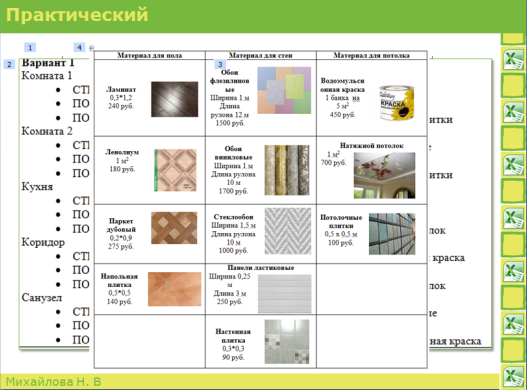 Практический
1
4
2
3
Вариант 1
Комната 1
СТ
ПО
ПО
Комната 2
СТ
ПО
ПО
Кухня
СТ
ПО
ПО
Коридор
СТ
ПО
ПО
Санузел
СТ
ПО
ПО
Материал для пола
Материал для стен
Материал для потолка
Ламинат
0,3*1,2
240 руб.
Обои
флезилинов
ые
Ширина 1 м
Длина
рулона 12 м
1500 руб.
Водоэмульси
онная краска
1 банка на
5 м²
450 руб.
КРАСКА
Ленолиум
1 м²
180 руб.
Обои
виниловые
Ширина 1 м
Длина рулона
10 м
1700 руб.
Натяжной потолок
1 м²
700 руб.
Паркет
дубовый
0,2*0,9
275 руб.
Стеклообои
Ширина 1,5 м
Длина рулона
10 м
1000 руб.
Потолочные
плитки
0,5 х 0,5 м
100 руб.
Напольная
плитка
0,5*0,5
140 руб.
Панели ластиковые
Ширина 0,25
м
Длина 3 м
250 руб.
Настенная
плитка
0,3*0,3
90 руб.
итки
е
итки
лок
краска
лок
ие
ная краска
Михайлова Н. В